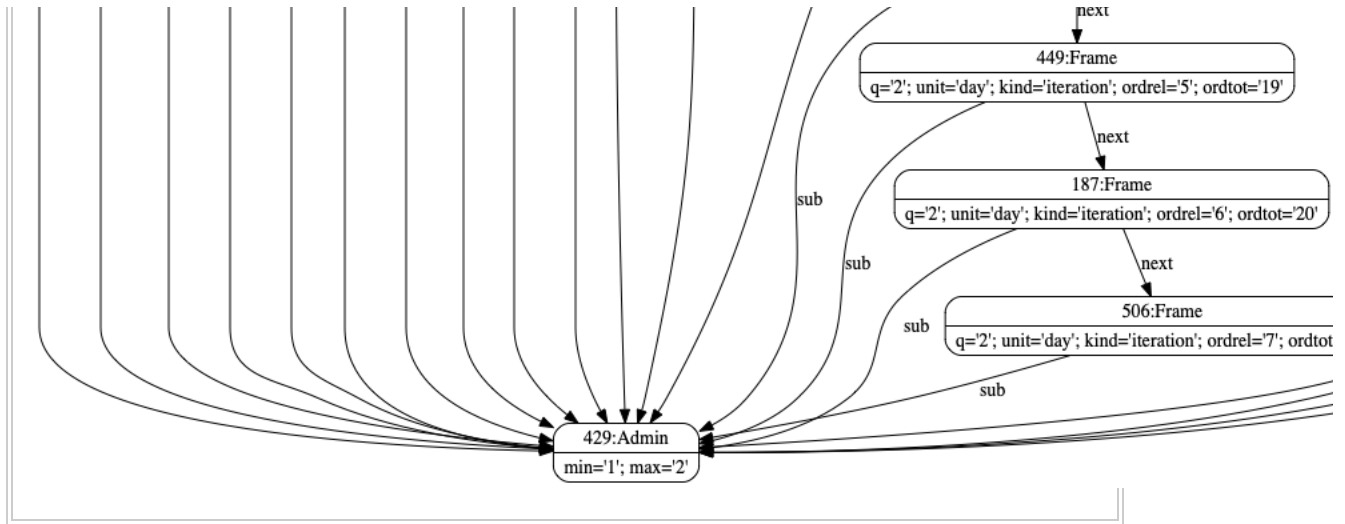 next
449:Frame
q='2'; unit='day'; kind='iteration'; ordrel='5'; ordtot='19'
next
187:Frame
sub
q='2'; unit='day'; kind='iteration'; ordrel='6'; ordtot='20'
sub
next
506:Frame
sub
q='2'; unit='day'; kind='iteration'; ordrel='7'; ordtot
sub
429:Admin
min='1'; max='2'